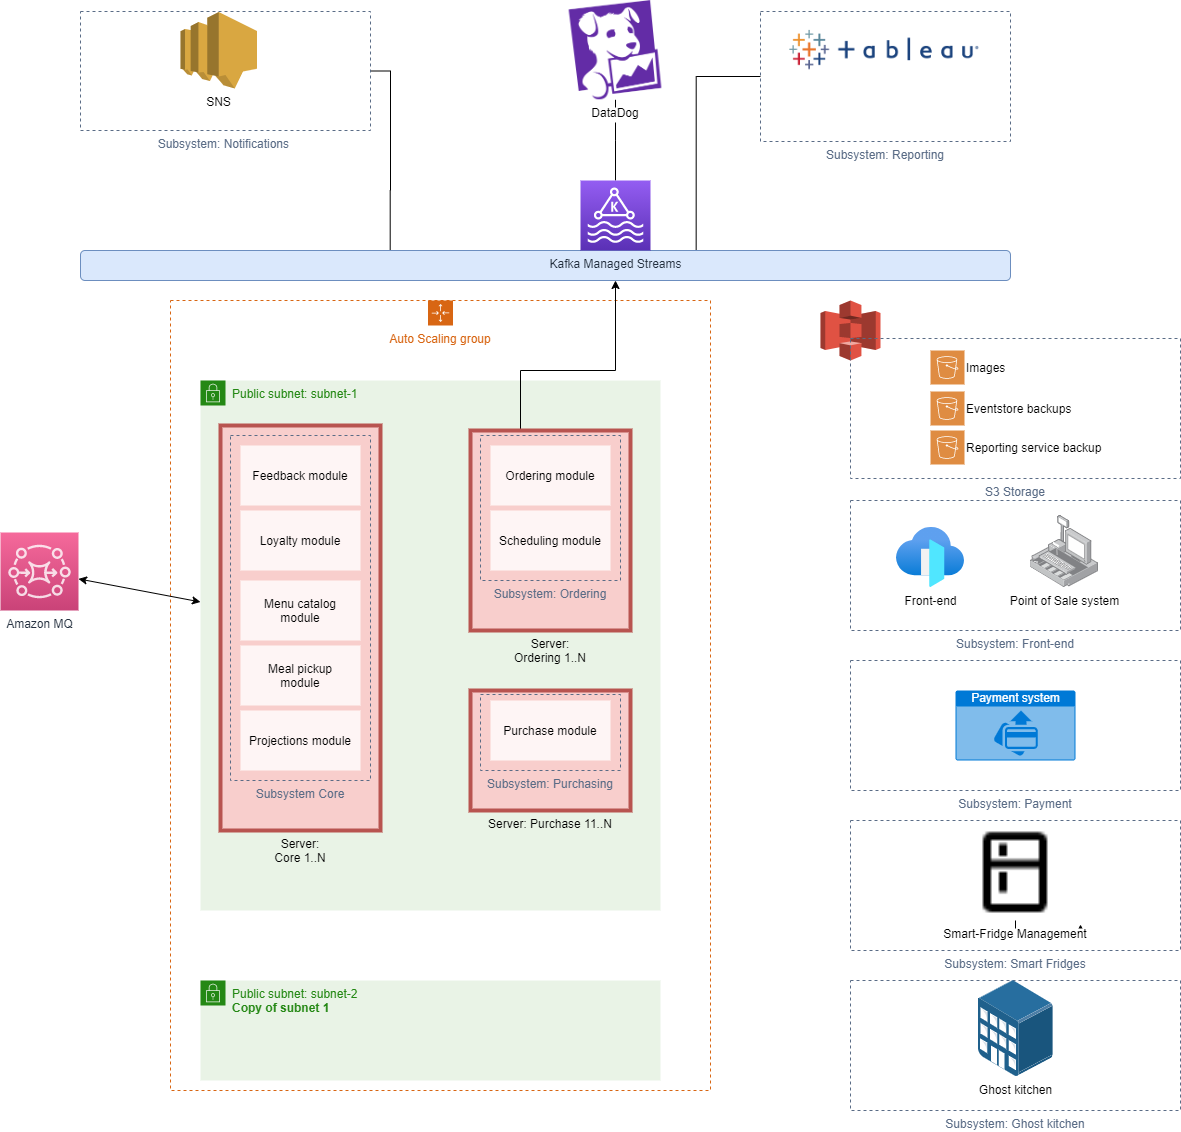 SNS
Subsystem: Notifications
DataDog
+ableau
Subsystem: Reporting
K
Kafka Managed Streams
Auto Scaling group
Public subnet: subnet-1
Feedback module
Loyalty module
Menu catalog
module
Meal pickup
module
Projections module
Subsystem Core
Server:
Core 1..N
Ordering module
Scheduling module
Subsystem: Ordering
Server:
Ordering 1..N
Purchase module
Subsystem: Purchasing
Server: Purchase 11..N
Amazon MQ
Public subnet: subnet-2
Copy of subnet 1
Images
Eventstore backups
Reporting service backup
S3 Storage
Front-end
Point of Sale system
Subsystem: Front-end
Payment system
Subsystem: Payment
Smart-Fridge Management
Subsystem: Smart Fridges
Ghost kitchen
Subsystem: Ghost kitchen